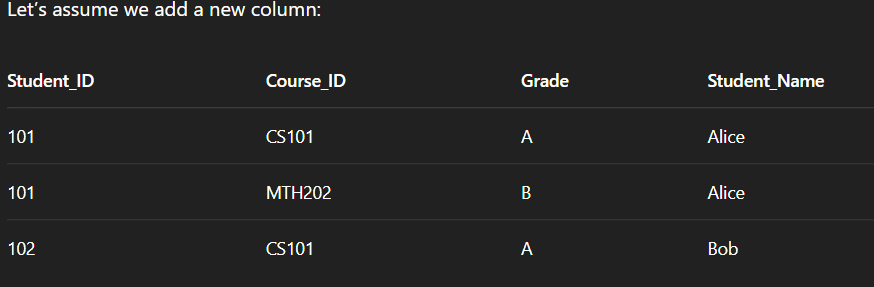 Let's assume we add a new column:
Student_ID Course_ID Grade Student_Name
101 CS101 A Alice
101 MTH202 B Alice
102 CS101 A Bob